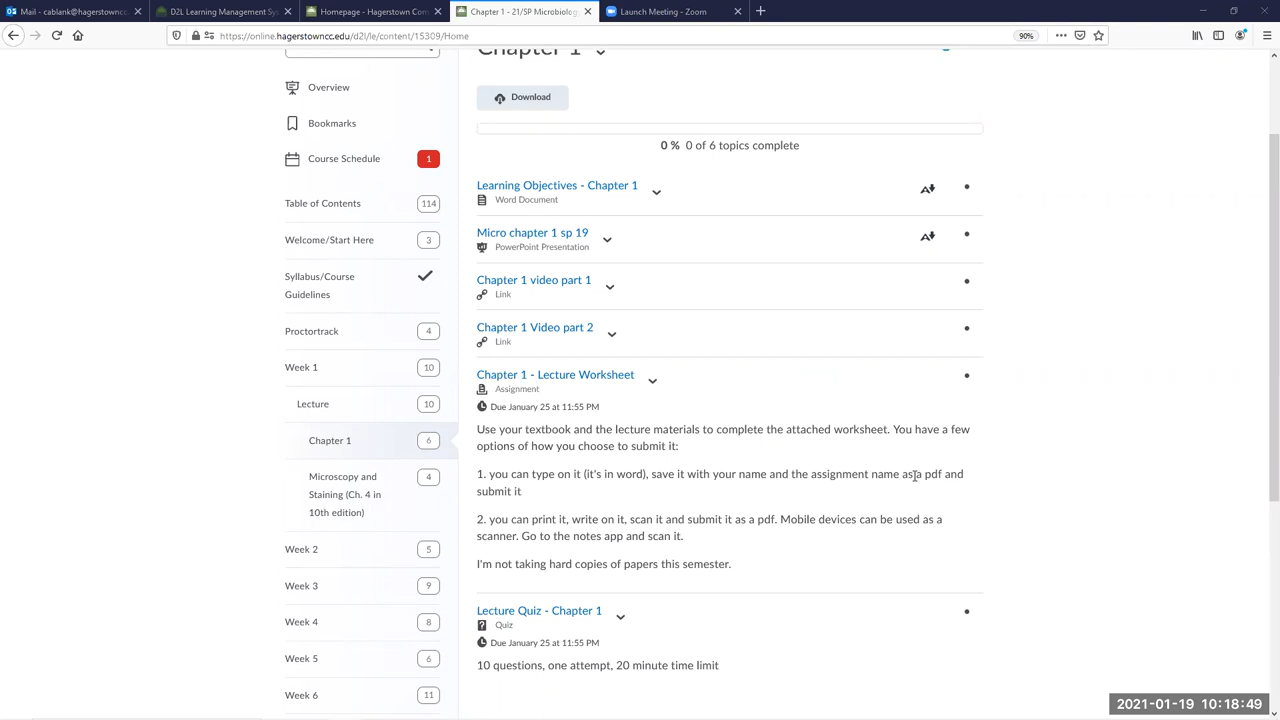 Mail - cablank@hagerstowncc.
D2L Learning Management Sys
Homepage - Hagerstown Com
Chapter 1 - 21/SP Microbiology
Launch Meeting - Zoom
https://online.hagerstowncc.edu/d2l/le/content/15309/Home
90%
Chapter 1
Overview
Bookmarks
Course Schedule 1
Table of Contents 114
Welcome/Start Here 3
Syllabus/Course
Guidelines
Proctortrack 4
Week 1 10
Lecture 10
Chapter 1 6
Microscopy and 4
Staining (Ch. 4 in
10th edition)
Week 2 5
Week 3 9
Week 4 8
Week 5 6
Week 6 11
Download
0 % 0 of 6 topics complete
Learning Objectives - Chapter 1
Word Document
Micro chapter 1 sp 19
PowerPoint Presentation
Chapter 1 video part 1
Link
Chapter 1 Video part 2
Link
Chapter 1 - Lecture Worksheet
Assignment
Due January 25 at 11:55 PM
Use your textbook and the lecture materials to complete the attached worksheet. You have a few
options of how you choose to submit it:
1. you can type on it (it's in word), save it with your name and the assignment name as a pdf and
submit it
2. you can print it, write on it, scan it and submit it as a pdf. Mobile devices can be used as a
scanner. Go to the notes app and scan it.
I'm not taking hard copies of papers this semester.
Lecture Quiz - Chapter 1
Quiz
Due January 25 at 11:55 PM
10 questions, one attempt, 20 minute time limit
2021-01-19 10:18:49